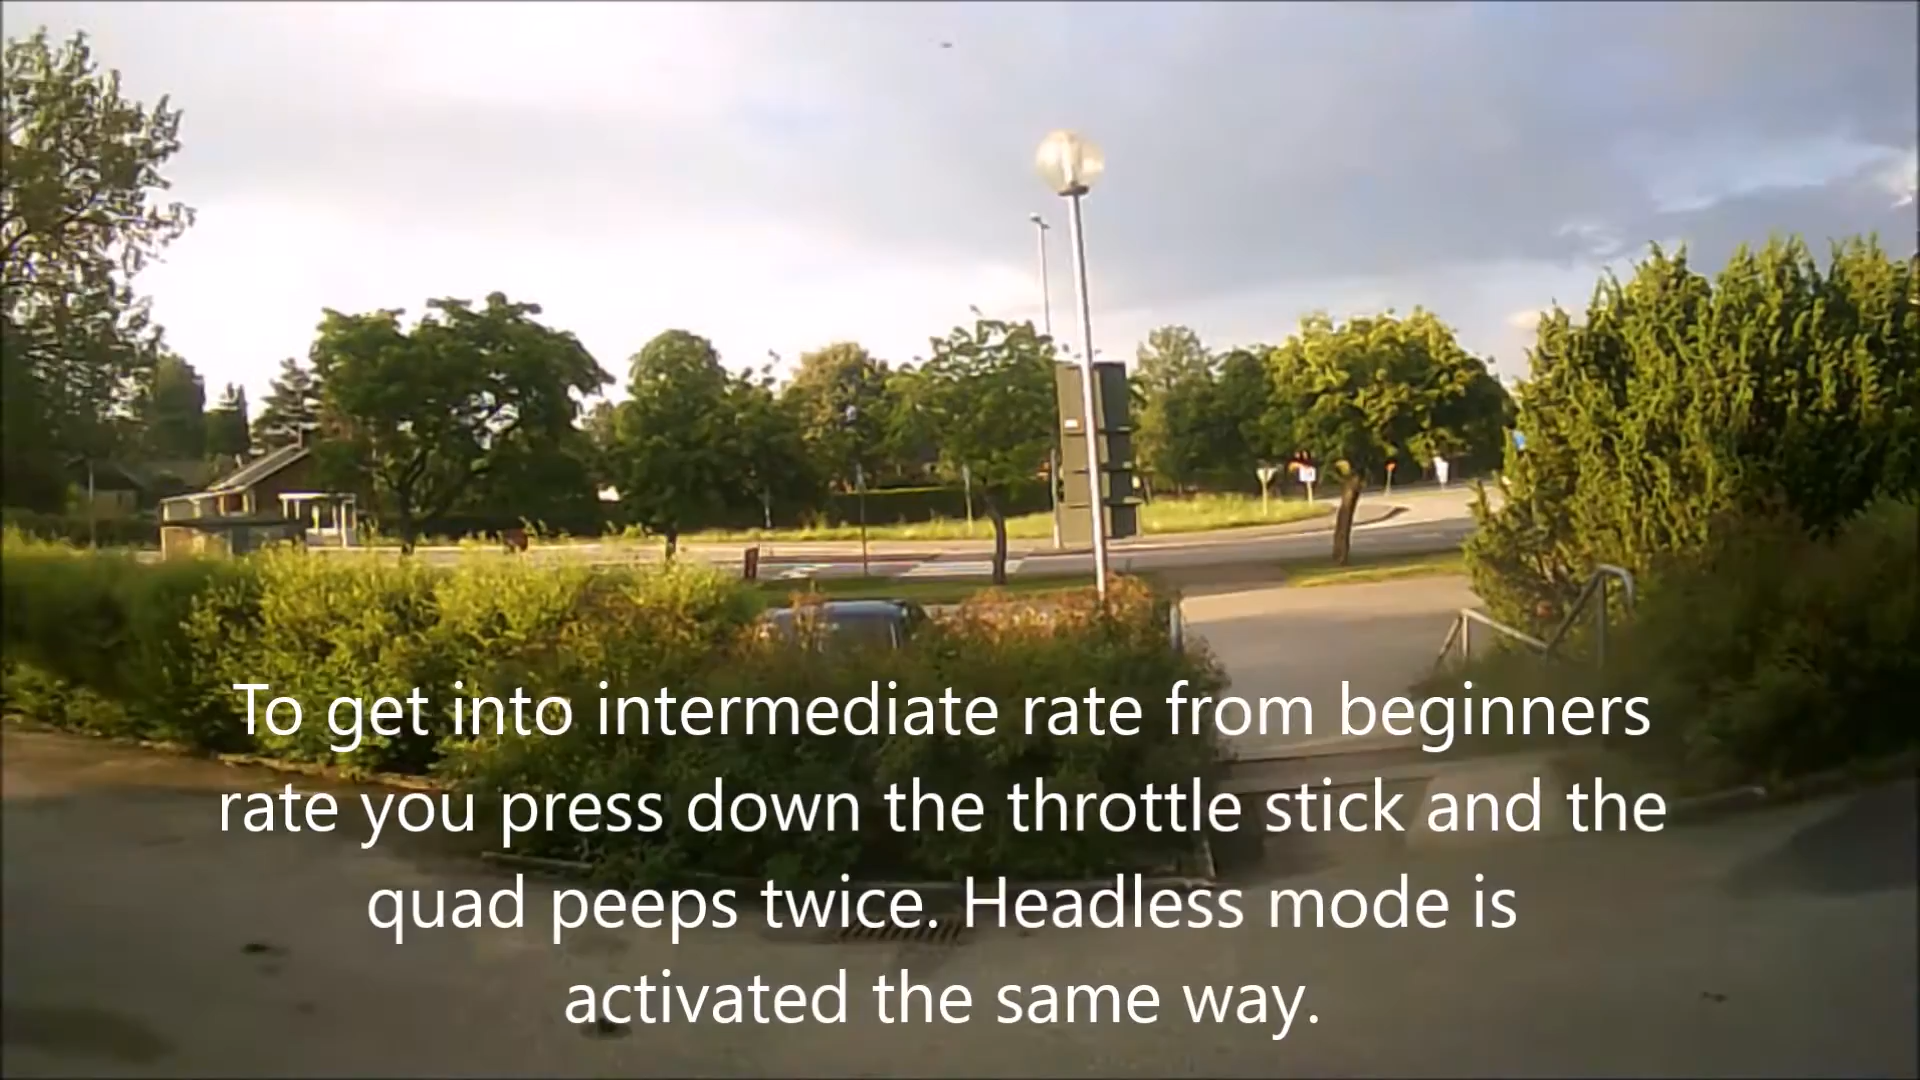 To get into intermediate rate from beginners
rate you press down the throttle stick and the
quad peeps twice. Headless mode is
activated the same way.